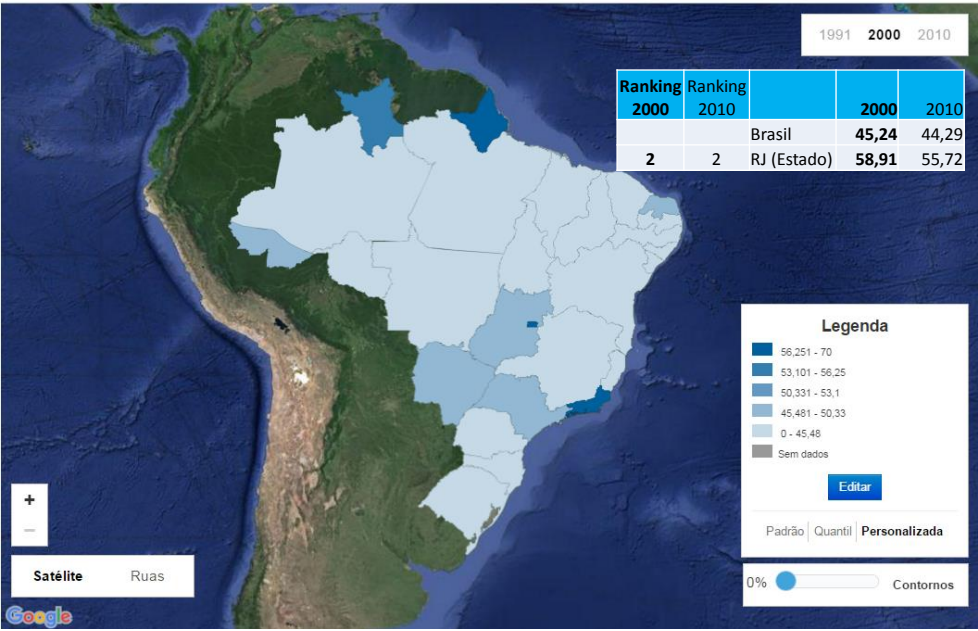 1991 2000 2010
Ranking Ranking
2000 2010 2000 2010
Brasil 45,24 44,29
2 2 RJ (Estado) 58,91 55,72
Legenda
56,251 - 70
53,101 - 56,25
50,331 - 53,1
45,481 - 50,33
0 - 45,48
Sem dados
Editar
Padrão Quantil Personalizada
0% Contornos
+
−
Satélite Ruas
Google